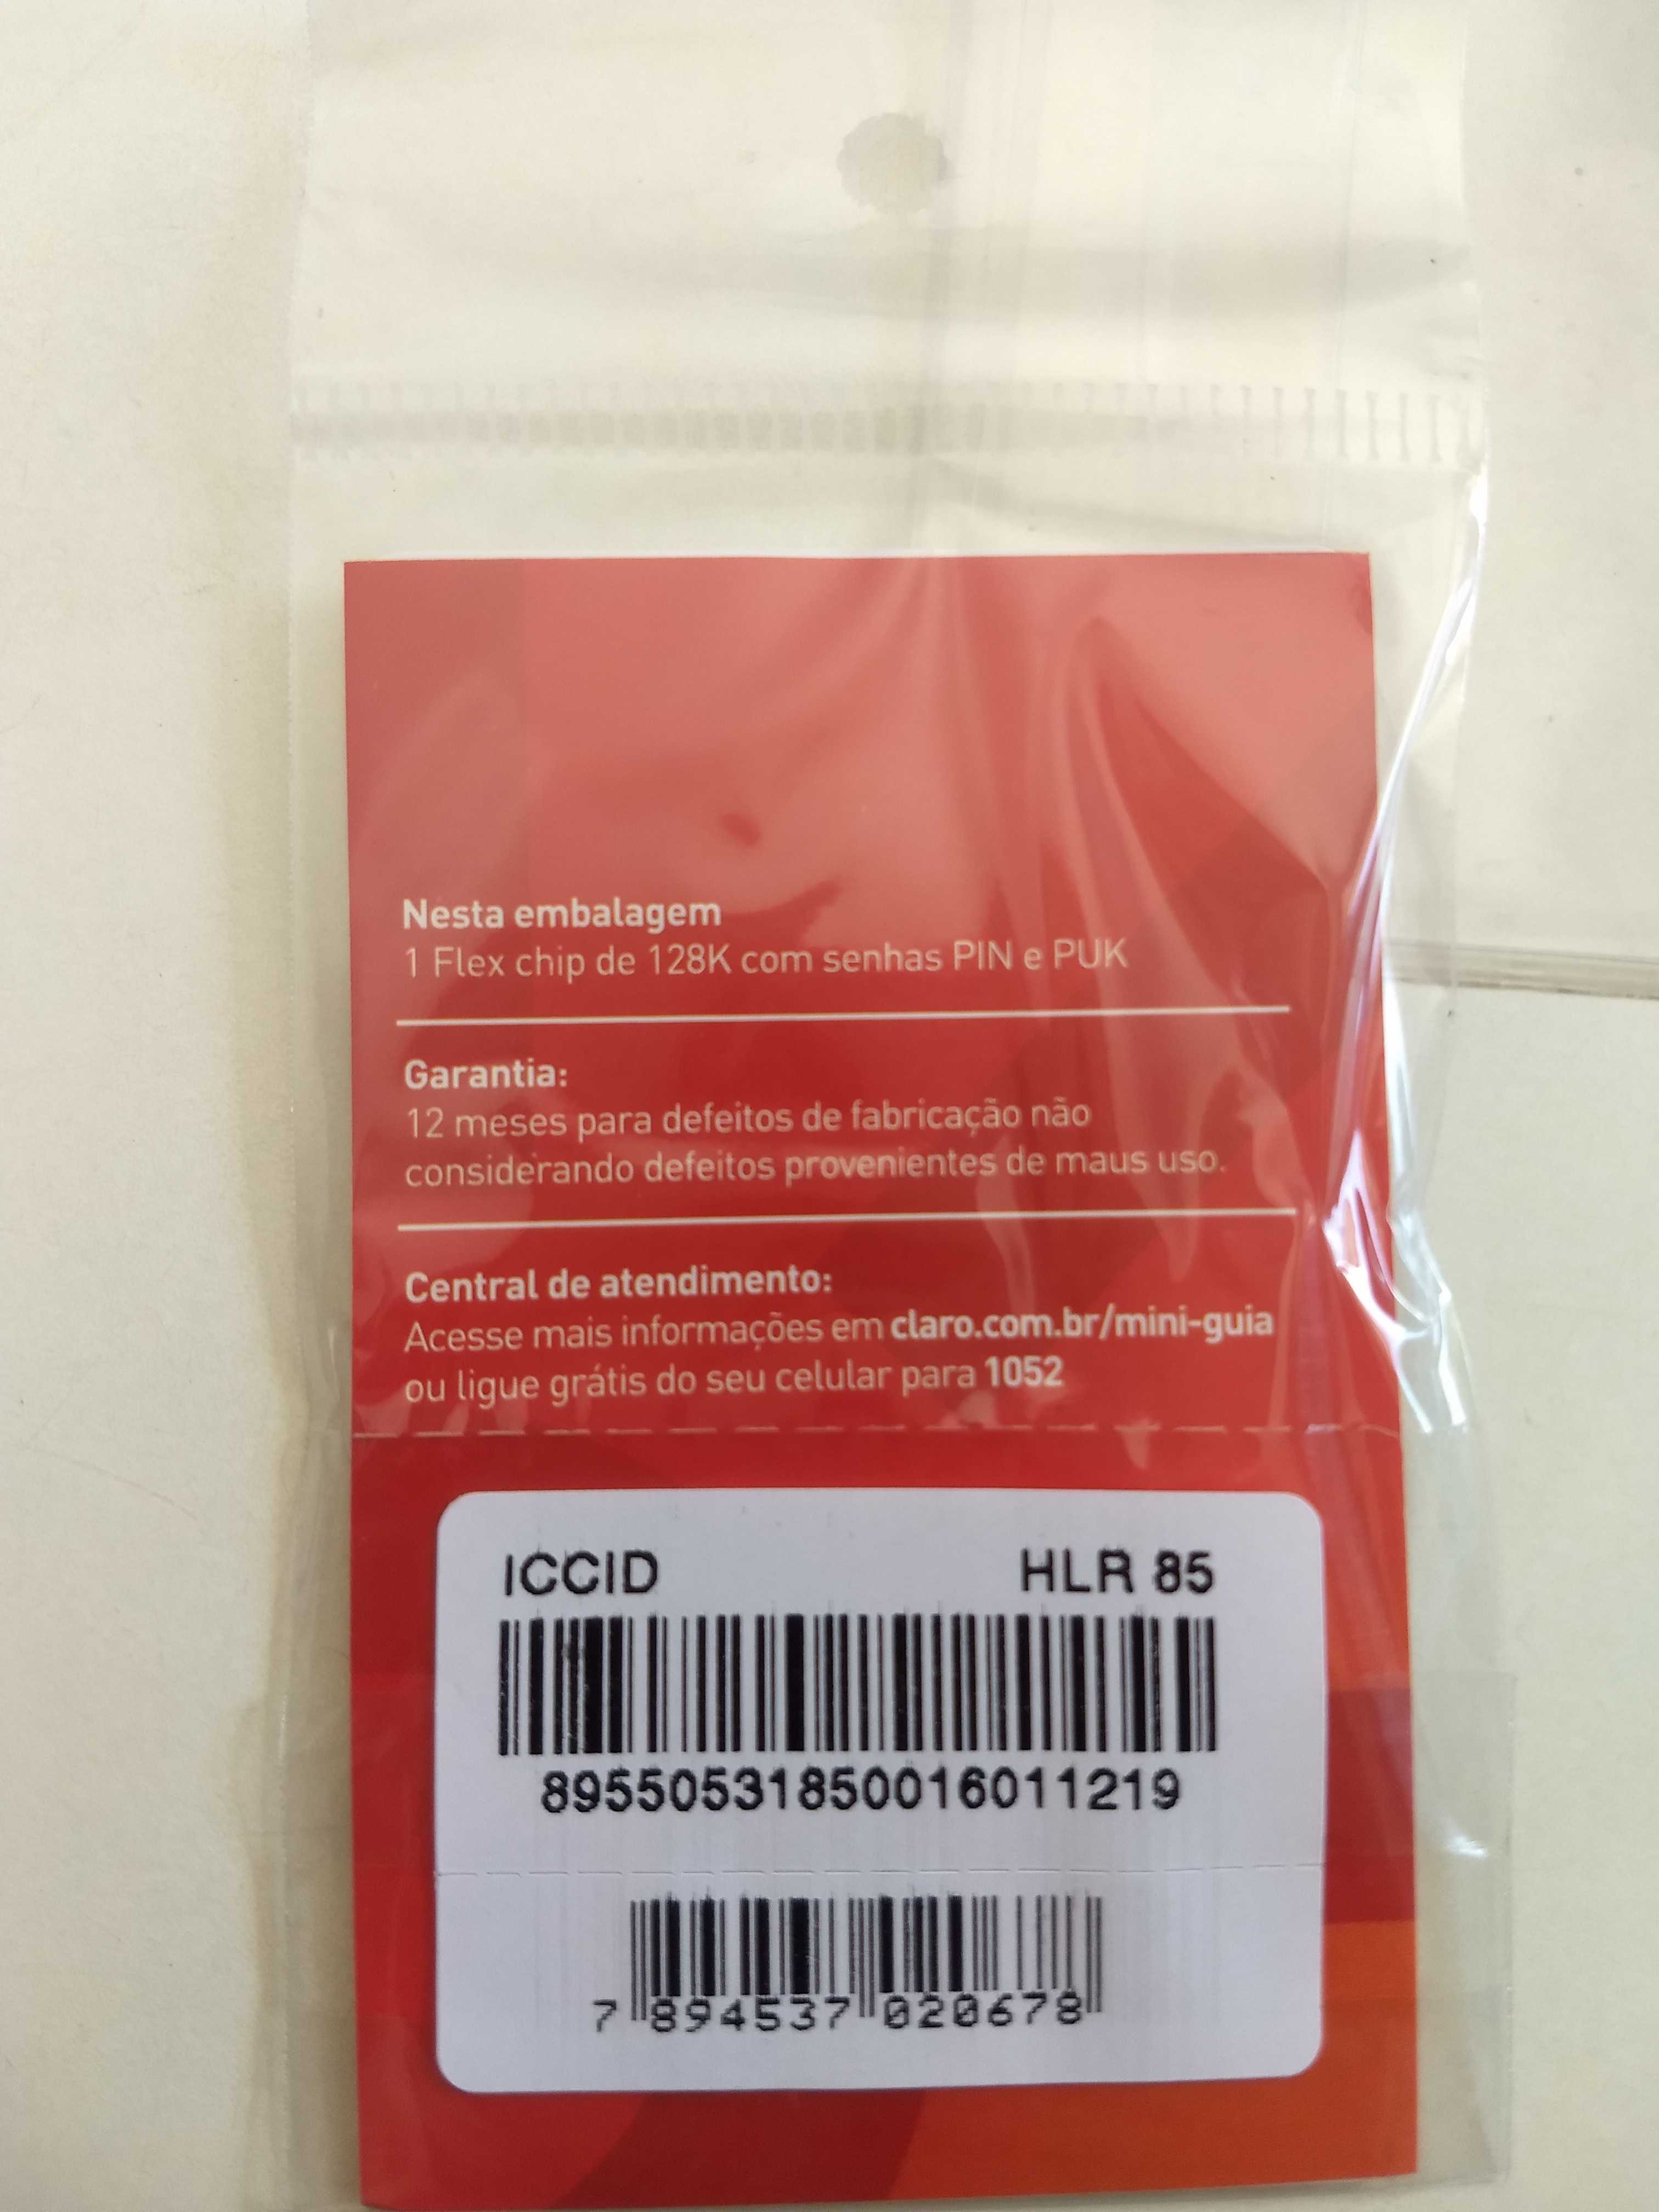 Nesta embalagem
1 Flex chip de 128K com senhas PIN e PUK
Garantia:
12 meses para defeitos de fabricação não
considerando defeitos provenientes de maus uso.
Central de atendimento:
Acesse mais informações em claro.com.br/mini-guia
ou ligue grátis do seu celular para 1052
ICCID HLR 85
89550531850016011219
7 894537 020678